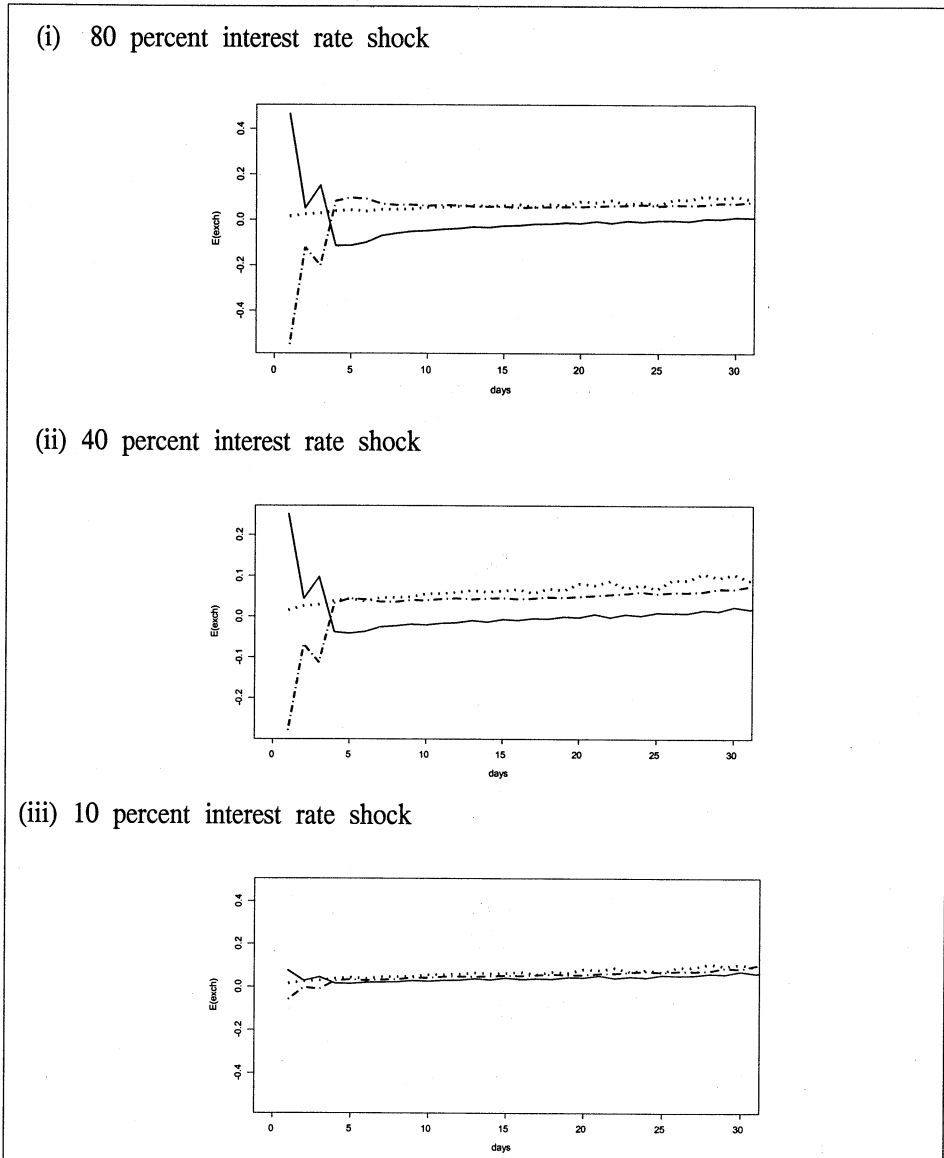 (i) 80 percent interest rate shock
0.4
0.2
0.0
-0.2
-0.4
E(exch)
0 5 10 15 20 25 30
days
(ii) 40 percent interest rate shock
0.2
0.1
0.0
-0.1
-0.2
E(exch)
0 5 10 15 20 25 30
days
(iii) 10 percent interest rate shock
0.4
0.2
0.0
-0.2
-0.4
E(exch)
0 5 10 15 20 25 30
days